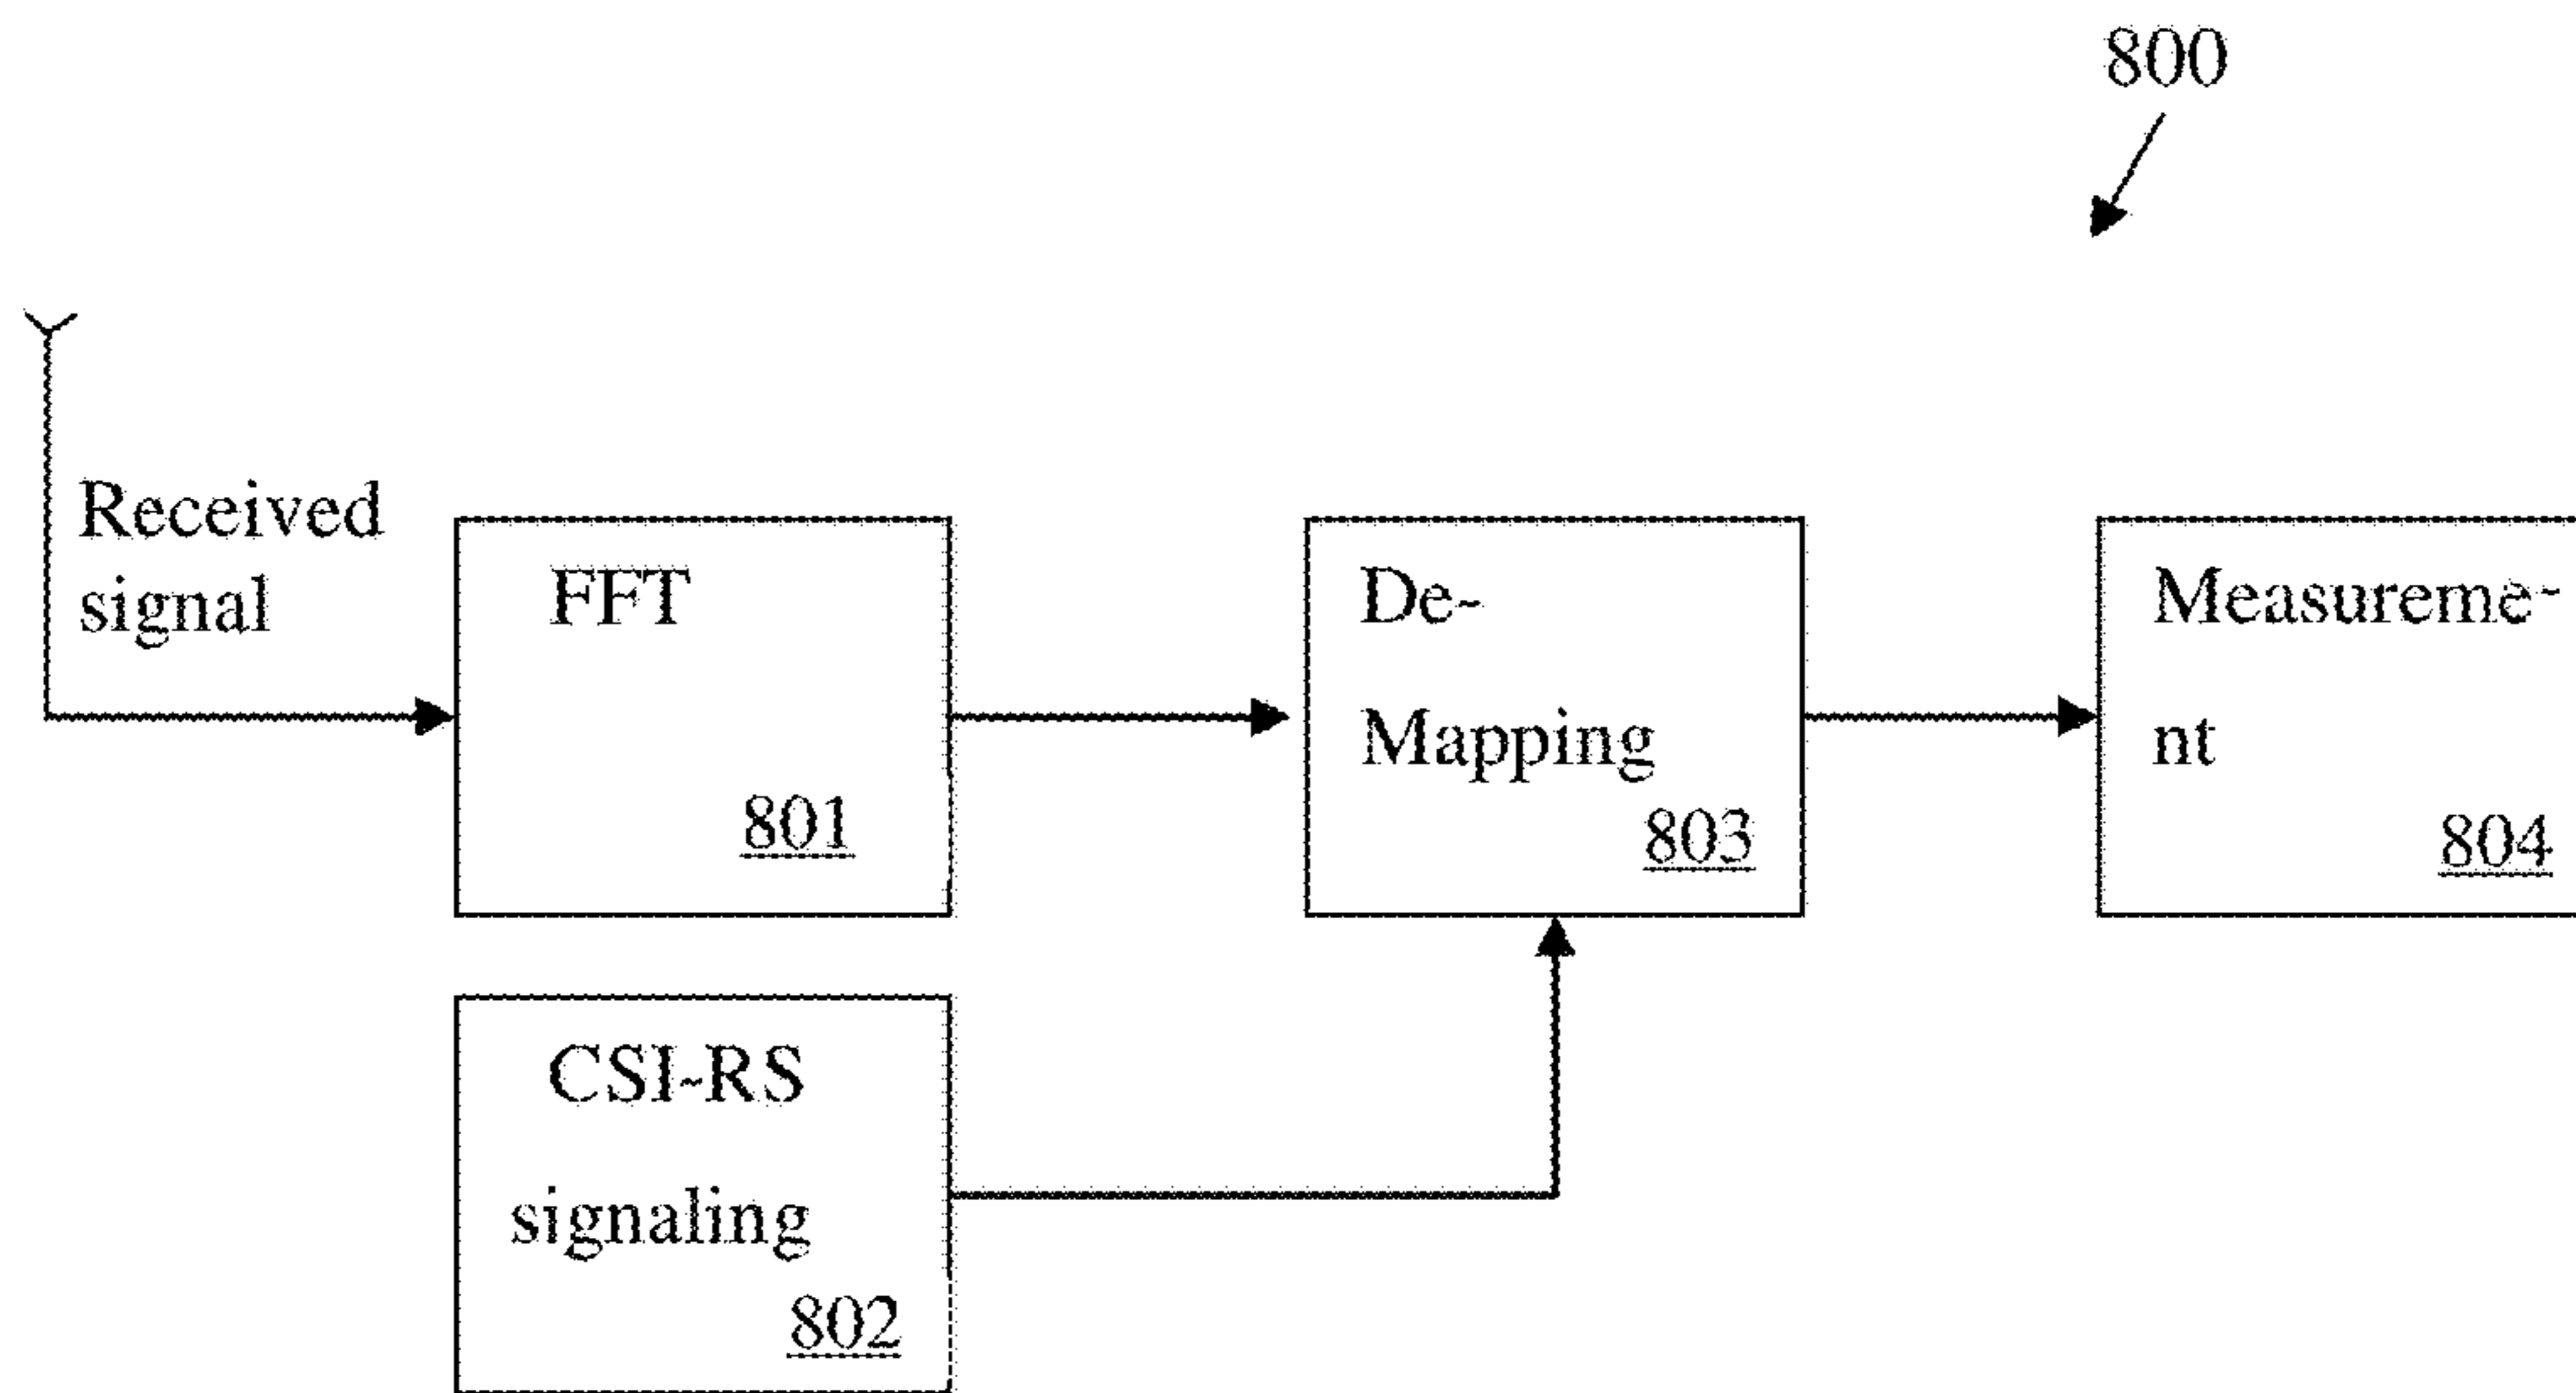 800
Received
signal
FFT
801
De-
Mapping
803
Measureme-
nt
804
CSI-RS
signaling
802